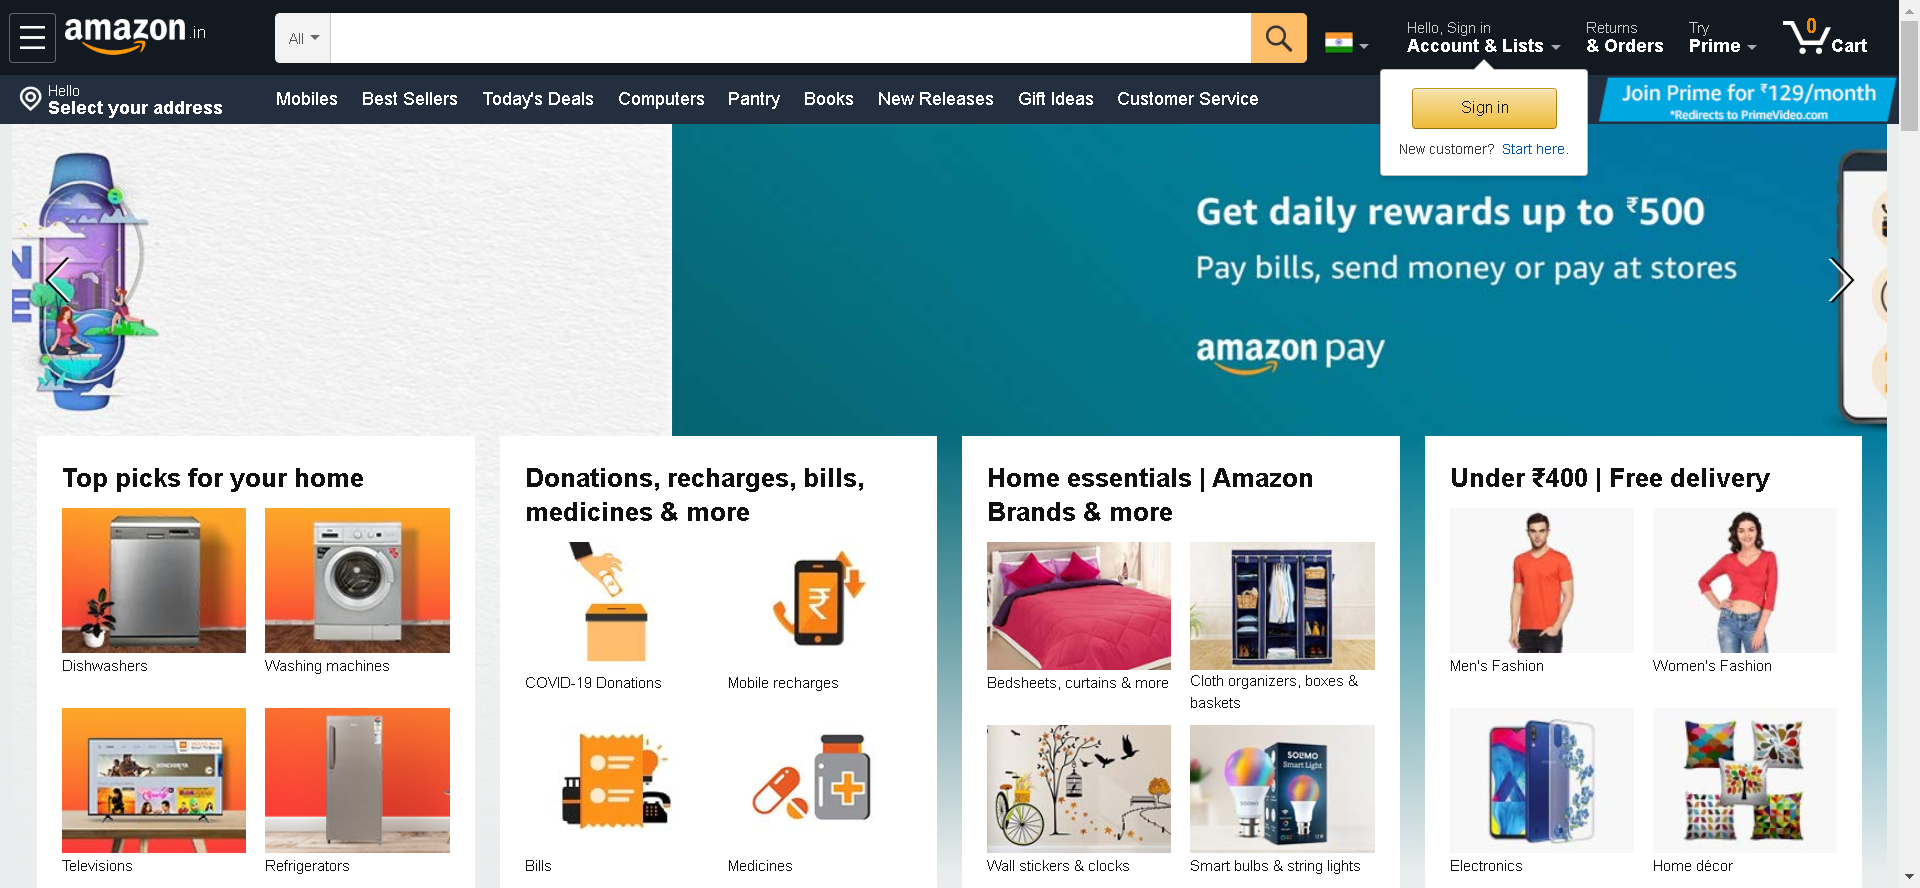 amazon.in
All
Hello, Sign in
Account & Lists
Returns
& Orders
Try
Prime
0
Cart
Hello
Select your address
Mobiles
Best Sellers
Today's Deals
Computers
Pantry
Books
New Releases
Gift Ideas
Customer Service
Join Prime for ₹129/month
*Redirects to PrimeVideo.com
Sign in
New customer? Start here.
N
E
Get daily rewards up to ₹500
Pay bills, send money or pay at stores
amazon pay
Top picks for your home
Dishwashers
Washing machines
Televisions
Refrigerators
Donations, recharges, bills,
medicines & more
₹
COVID-19 Donations
Mobile recharges
Bills
Medicines
Home essentials | Amazon
Brands & more
Bedsheets, curtains & more
Cloth organizers, boxes &
baskets
SOLIMO
Smart Light
Wall stickers & clocks
Smart bulbs & string lights
Under ₹400 | Free delivery
Men's Fashion
Women's Fashion
Electronics
Home décor